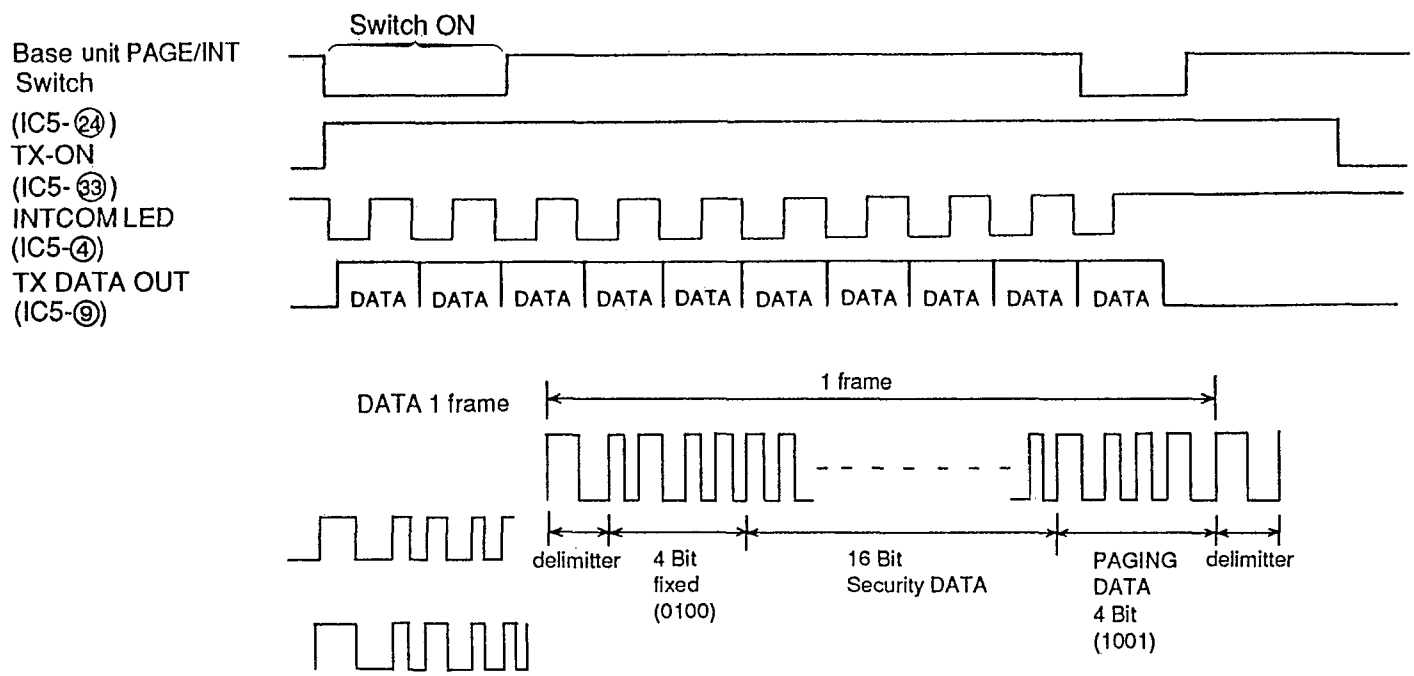 Switch ON
Base unit PAGE/INT
Switch
(IC5-㉔)
TX-ON
(IC5-㉝)
INTCOM LED
(IC5-④)
TX DATA OUT
(IC5-⑨)
DATA DATA DATA DATA DATA DATA DATA DATA DATA DATA
1 frame
DATA 1 frame
delimitter
4 Bit
fixed
(0100)
16 Bit
Security DATA
PAGING
DATA
4 Bit
(1001)
delimitter